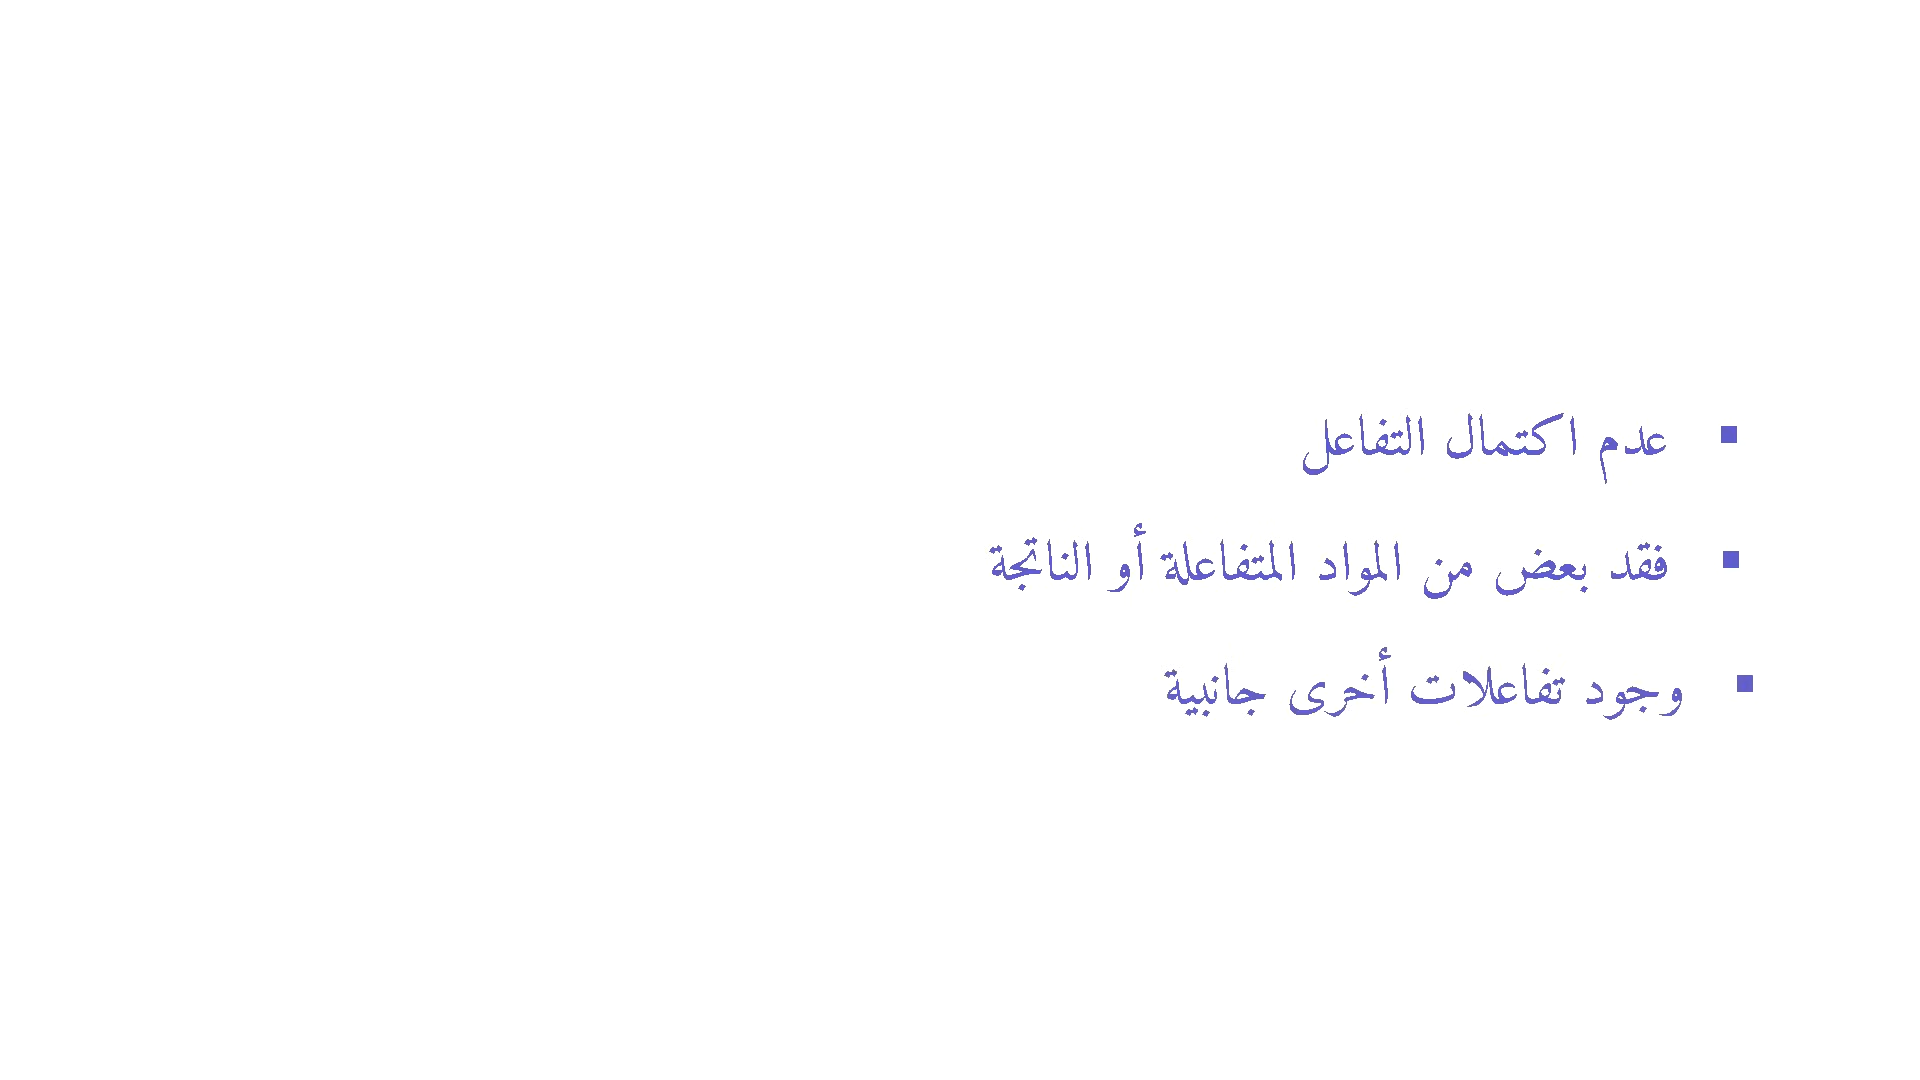 ▪ عدم اكتمال التفاعل
▪ فقد بعض من المواد المتفاعلة أو الناتجة
▪ وجود تفاعلات أخرى جانبية